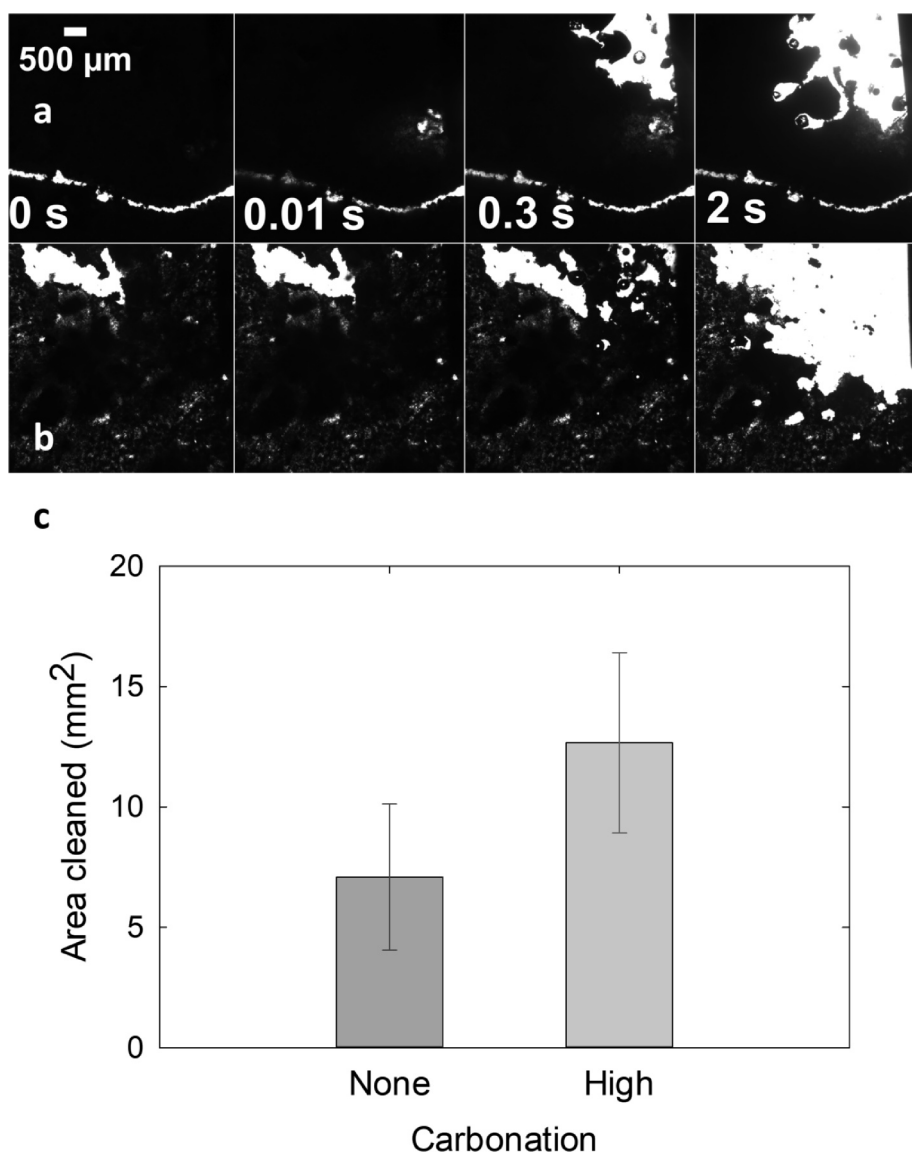 500 µm
a
0 s
0.01 s
0.3 s
2 s
b
c
20
15
10
5
0
Area cleaned (mm²)
None
High
Carbonation